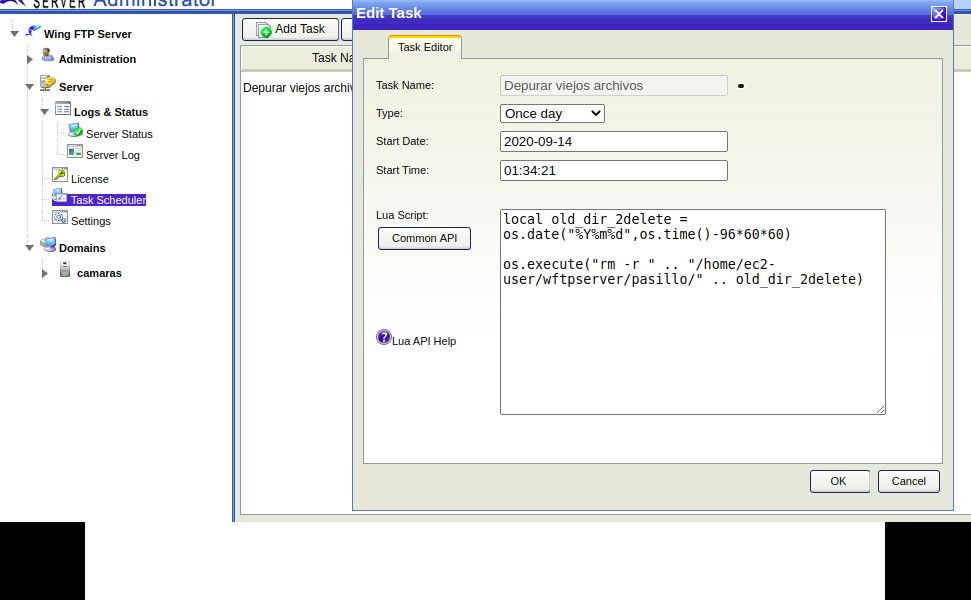 SERVER Administrator
Wing FTP Server
Administration
Server
Logs & Status
Server Status
Server Log
License
Task Scheduler
Settings
Domains
camaras
Add Task
Task Na
Depurar viejos archiv
Edit Task
Task Editor
Task Name: Depurar viejos archivos
Type: Once day
Start Date: 2020-09-14
Start Time: 01:34:21
Lua Script:
Common API
Lua API Help
local old_dir_2delete =
os.date("%Y%m%d",os.time()-96*60*60)
os.execute("rm -r " .. "/home/ec2-
user/wftpserver/pasillo/" .. old_dir_2delete)
OK Cancel